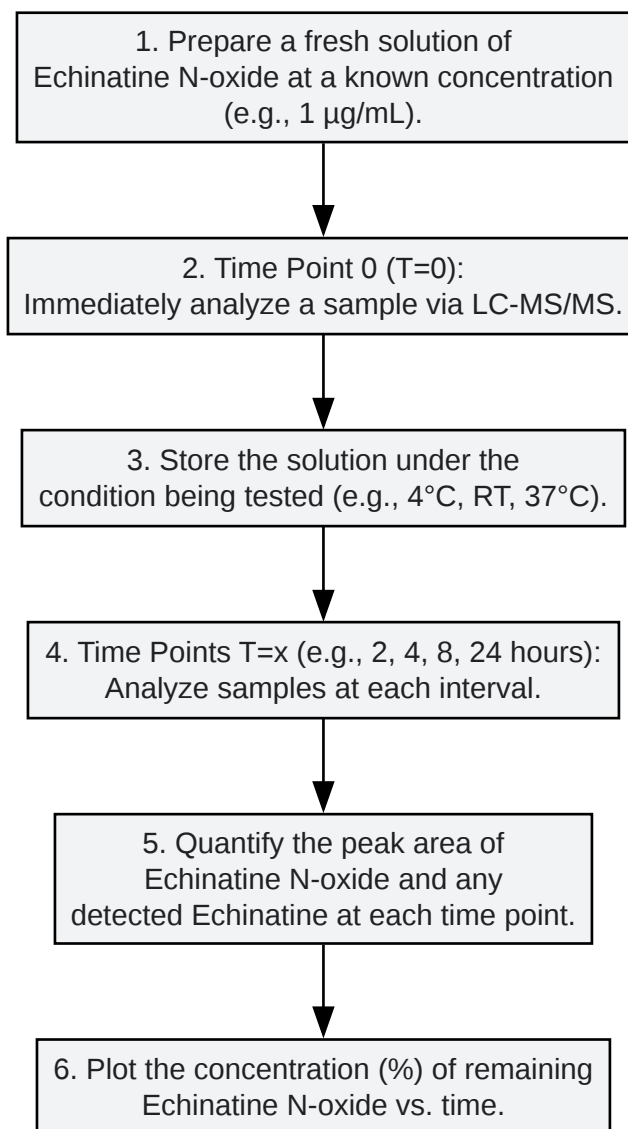 1. Prepare a fresh solution of
Echinatine N-oxide at a known concentration
(e.g., 1 µg/mL).
2. Time Point 0 (T=0):
Immediately analyze a sample via LC-MS/MS.
3. Store the solution under the
condition being tested (e.g., 4°C, RT, 37°C).
4. Time Points T=x (e.g., 2, 4, 8, 24 hours):
Analyze samples at each interval.
5. Quantify the peak area of
Echinatine N-oxide and any
detected Echinatine at each time point.
6. Plot the concentration (%) of remaining
Echinatine N-oxide vs. time.